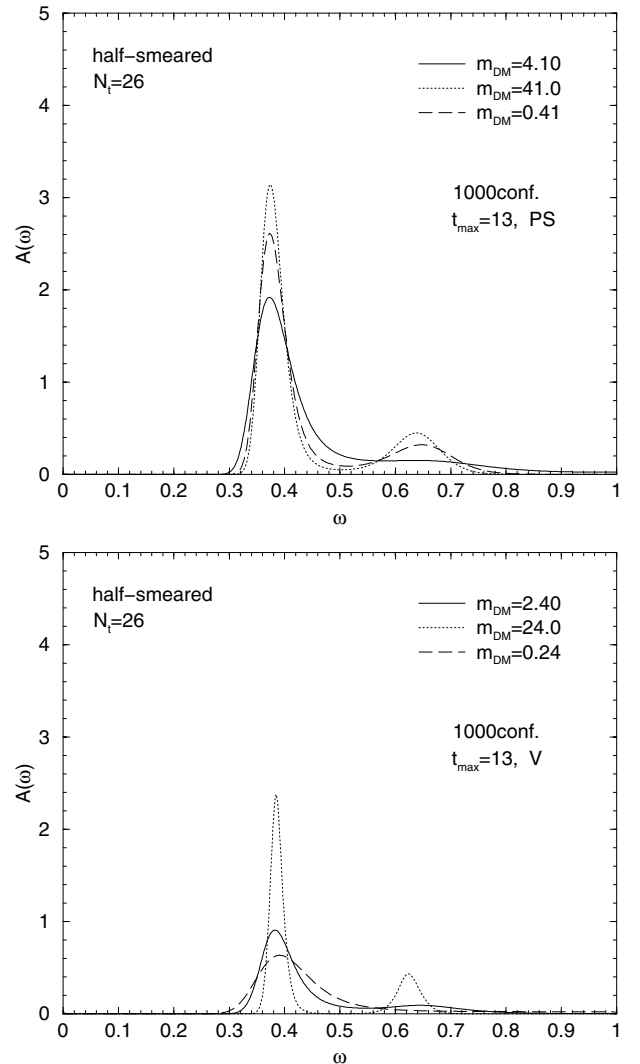 5
4
3
2
1
0
A(ω)
half−smeared
Nₜ=26
m_DM=4.10
m_DM=41.0
m_DM=0.41
1000conf.
t_max=13, PS
0 0.1 0.2 0.3 0.4 0.5 0.6 0.7 0.8 0.9 1
ω
5
4
3
2
1
0
A(ω)
half−smeared
Nₜ=26
m_DM=2.40
m_DM=24.0
m_DM=0.24
1000conf.
t_max=13, V
0 0.1 0.2 0.3 0.4 0.5 0.6 0.7 0.8 0.9 1
ω